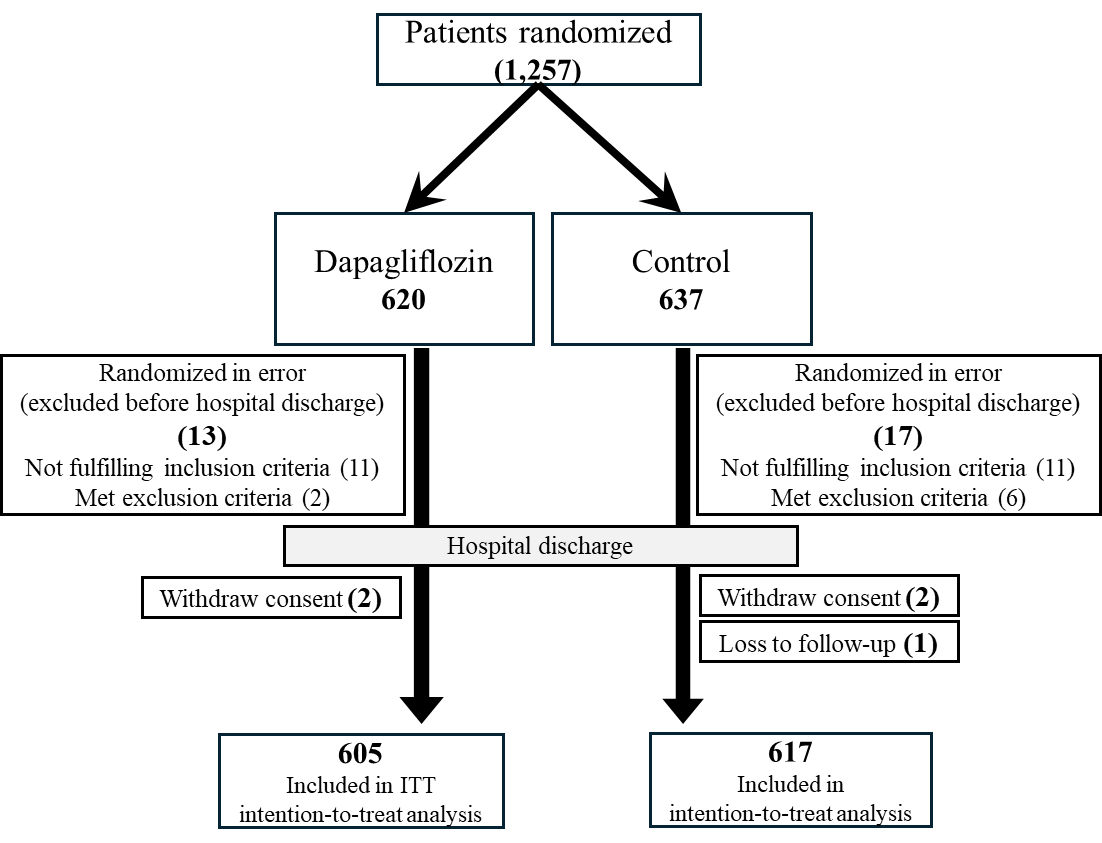 Patients randomized
(1,257)
Dapagliflozin
620
Control
637
Randomized in error
(excluded before hospital discharge)
(13)
Not fulfilling inclusion criteria (11)
Met exclusion criteria (2)
Randomized in error
(excluded before hospital discharge)
(17)
Not fulfilling inclusion criteria (11)
Met exclusion criteria (6)
Hospital discharge
Withdraw consent (2)
Withdraw consent (2)
Loss to follow-up (1)
605
Included in ITT
intention-to-treat analysis
617
Included in
intention-to-treat analysis